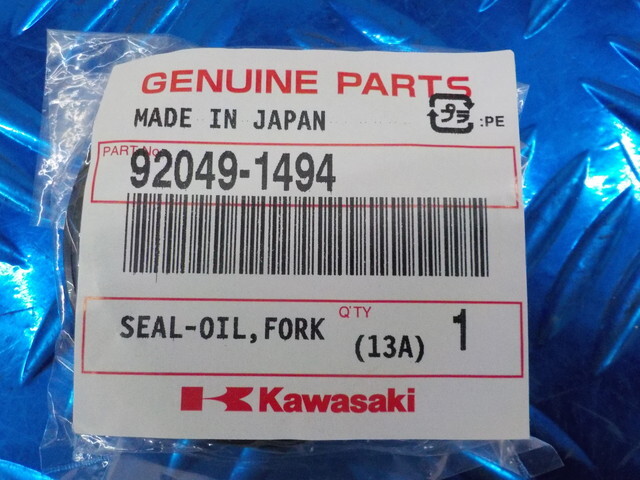 GENUINE PARTS
MADE IN JAPAN
プラ :PE
PART No.
92049-1494
Q'TY
SEAL-OIL,FORK (13A) 1
Kawasaki